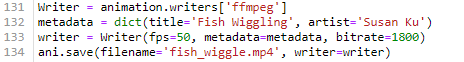 131 Writer = animation.writers['ffmpeg']
132 metadata = dict(title='Fish Wiggling', artist='Susan Ku')
133 writer = Writer(fps=50, metadata=metadata, bitrate=1800)
134 ani.save(filename='fish_wiggle.mp4', writer=writer)